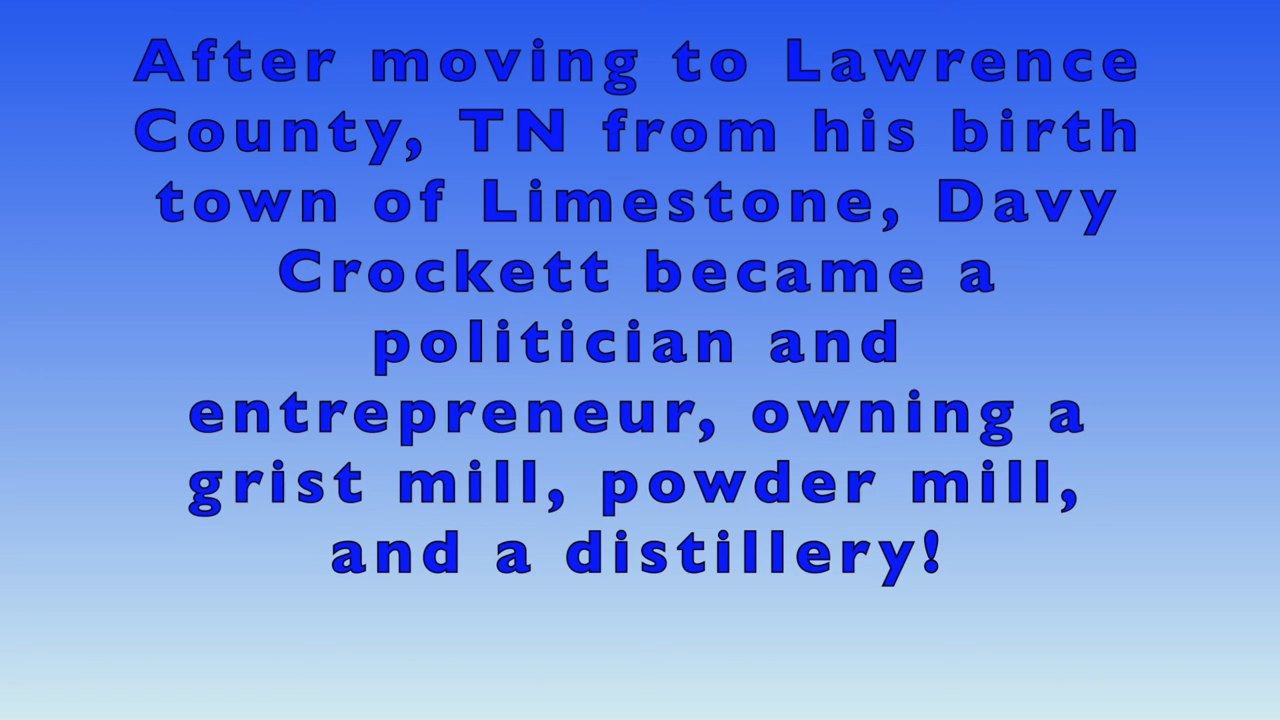 After moving to Lawrence
County, TN from his birth
town of Limestone, Davy
Crockett became a
politician and
entrepreneur, owning a
grist mill, powder mill,
and a distillery!